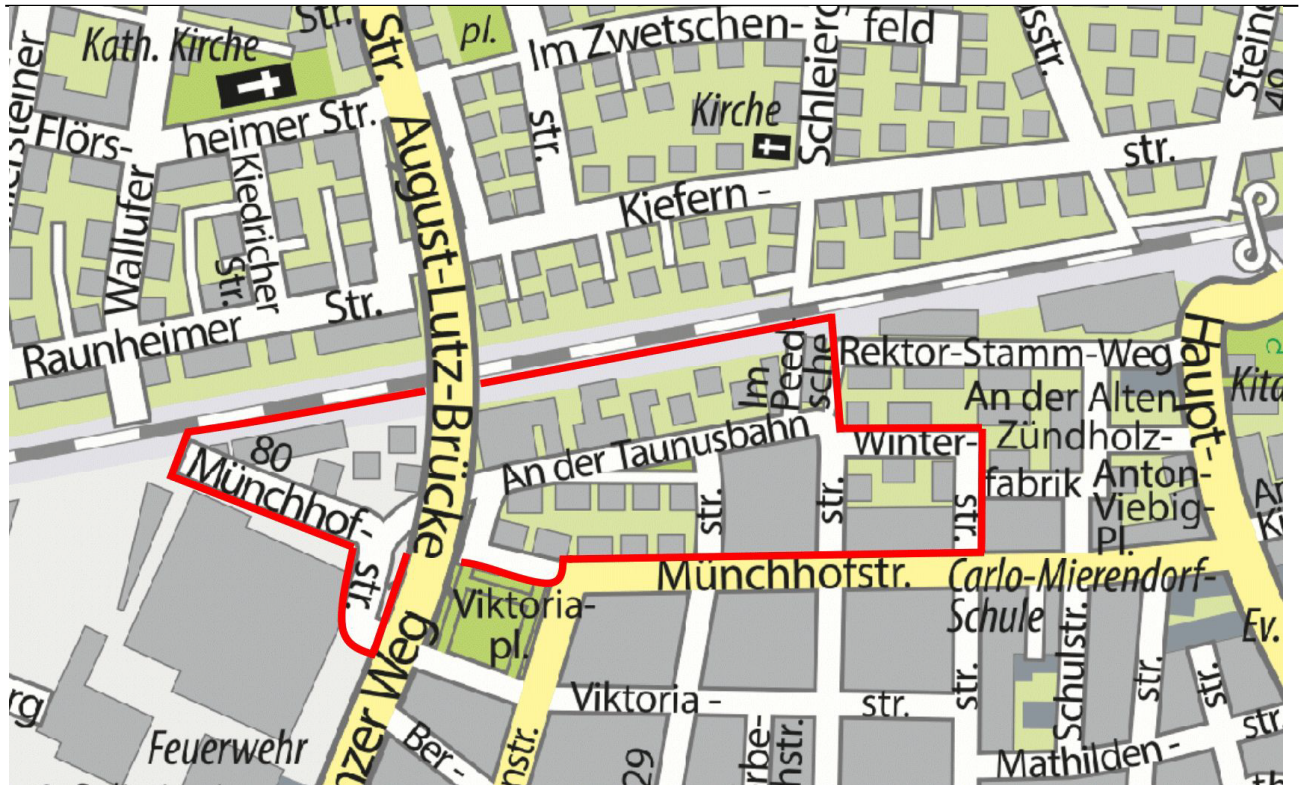 Str.
Kath. Kirche
Str.
pl.
Im Zwetschen-
feld
Flörs-
heimer Str.
Kirche
str.
str.
Kiefern -
August-Lutz-Brücke
Wallufer
Kiedricher
Str.
Raunheimer
Str.
Rektor-Stamm-Weg
Haupt-
Im
Peed
sche
An der Alten
Zündholz-
fabrik
Kita
An der Taunusbahn
Winter-
str.
str.
str.
Anton-
Viebig-
Pl.
80
Münchhof-
str.
Münchhofstr.
Carlo-Mierendorf-
Schule
Viktoria-
pl.
Schulstr.
Ev.
Viktoria -
str.
str.
str.
str.
str.
Feuerwehr
Ber-
Weg
29
Mathilden-